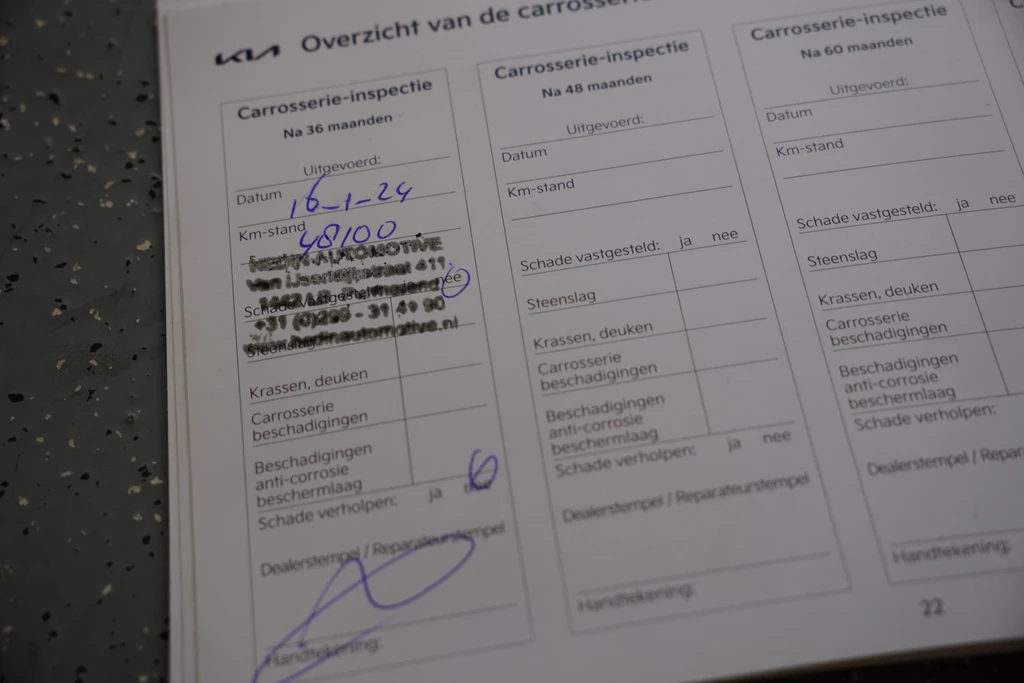 KIA Overzicht van de carrosserie
Carrosserie-inspectie
Na 36 maanden
Uitgevoerd:
Datum 16-1-24
Km-stand 48100
AUTOMOTIVE
411
Schade vastgesteld: nee
+31 (0)
Steenslag
hedinautomotive.nl
Krassen, deuken
Carrosserie
beschadigingen
Beschadigingen
anti-corrosie
beschermlaag
Schade verholpen: ja nee
Dealerstempel / Reparateurstempel
Handtekening:
Carrosserie-inspectie
Na 48 maanden
Uitgevoerd:
Datum
Km-stand
Schade vastgesteld: ja nee
Steenslag
Krassen, deuken
Carrosserie
beschadigingen
Beschadigingen
anti-corrosie
beschermlaag
Schade verholpen: ja nee
Dealerstempel / Reparateurstempel
Handtekening:
Carrosserie-inspectie
Na 60 maanden
Uitgevoerd:
Datum
Km-stand
Schade vastgesteld: ja nee
Steenslag
Krassen, deuken
Carrosserie
beschadigingen
Beschadigingen
anti-corrosie
beschermlaag
Schade verholpen:
Dealerstempel / Repar
Handtekening:
22